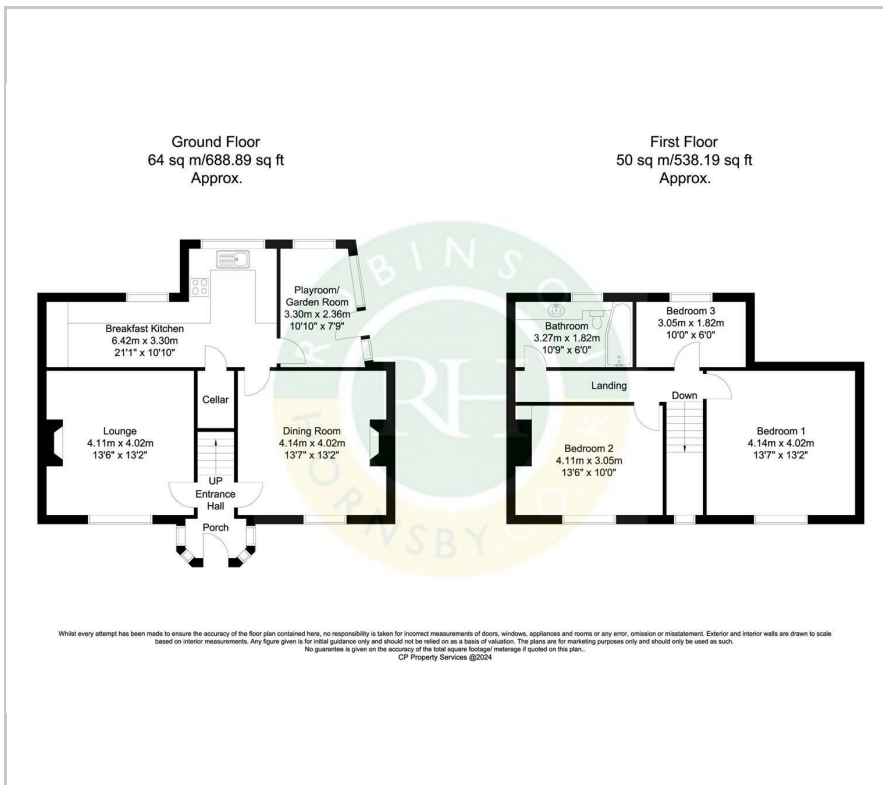 Ground Floor
64 sq m/688.89 sq ft
Approx.
First Floor
50 sq m/538.19 sq ft
Approx.
Playroom/
Garden Room
3.30m x 2.36m
10'10" x 7'9"
Breakfast Kitchen
6.42m x 3.30m
21'1" x 10'10"
Cellar
Lounge
4.11m x 4.02m
13'6" x 13'2"
Dining Room
4.14m x 4.02m
13'7" x 13'2"
UP
Entrance
Hall
Porch
Bathroom
3.27m x 1.82m
10'9" x 6'0"
Bedroom 3
3.05m x 1.82m
10'0" x 6'0"
Landing
Down
Bedroom 2
4.11m x 3.05m
13'6" x 10'0"
Bedroom 1
4.14m x 4.02m
13'7" x 13'2"
RH
Whilst every attempt has been made to ensure the accuracy of the floor plan contained here, no responsibility is taken for incorrect measurements of doors, windows, appliances and rooms or any error, omission or misstatement. Exterior and interior walls are drawn to scale
based on interior measurements. Any figure given is for initial guidance only and should not be relied on as a basis of valuation. The plans are for marketing purposes only and should only be used as such.
No guarantee is given on the accuracy of the total square footage/ meterage if quoted on this plan..
CP Property Services @2024